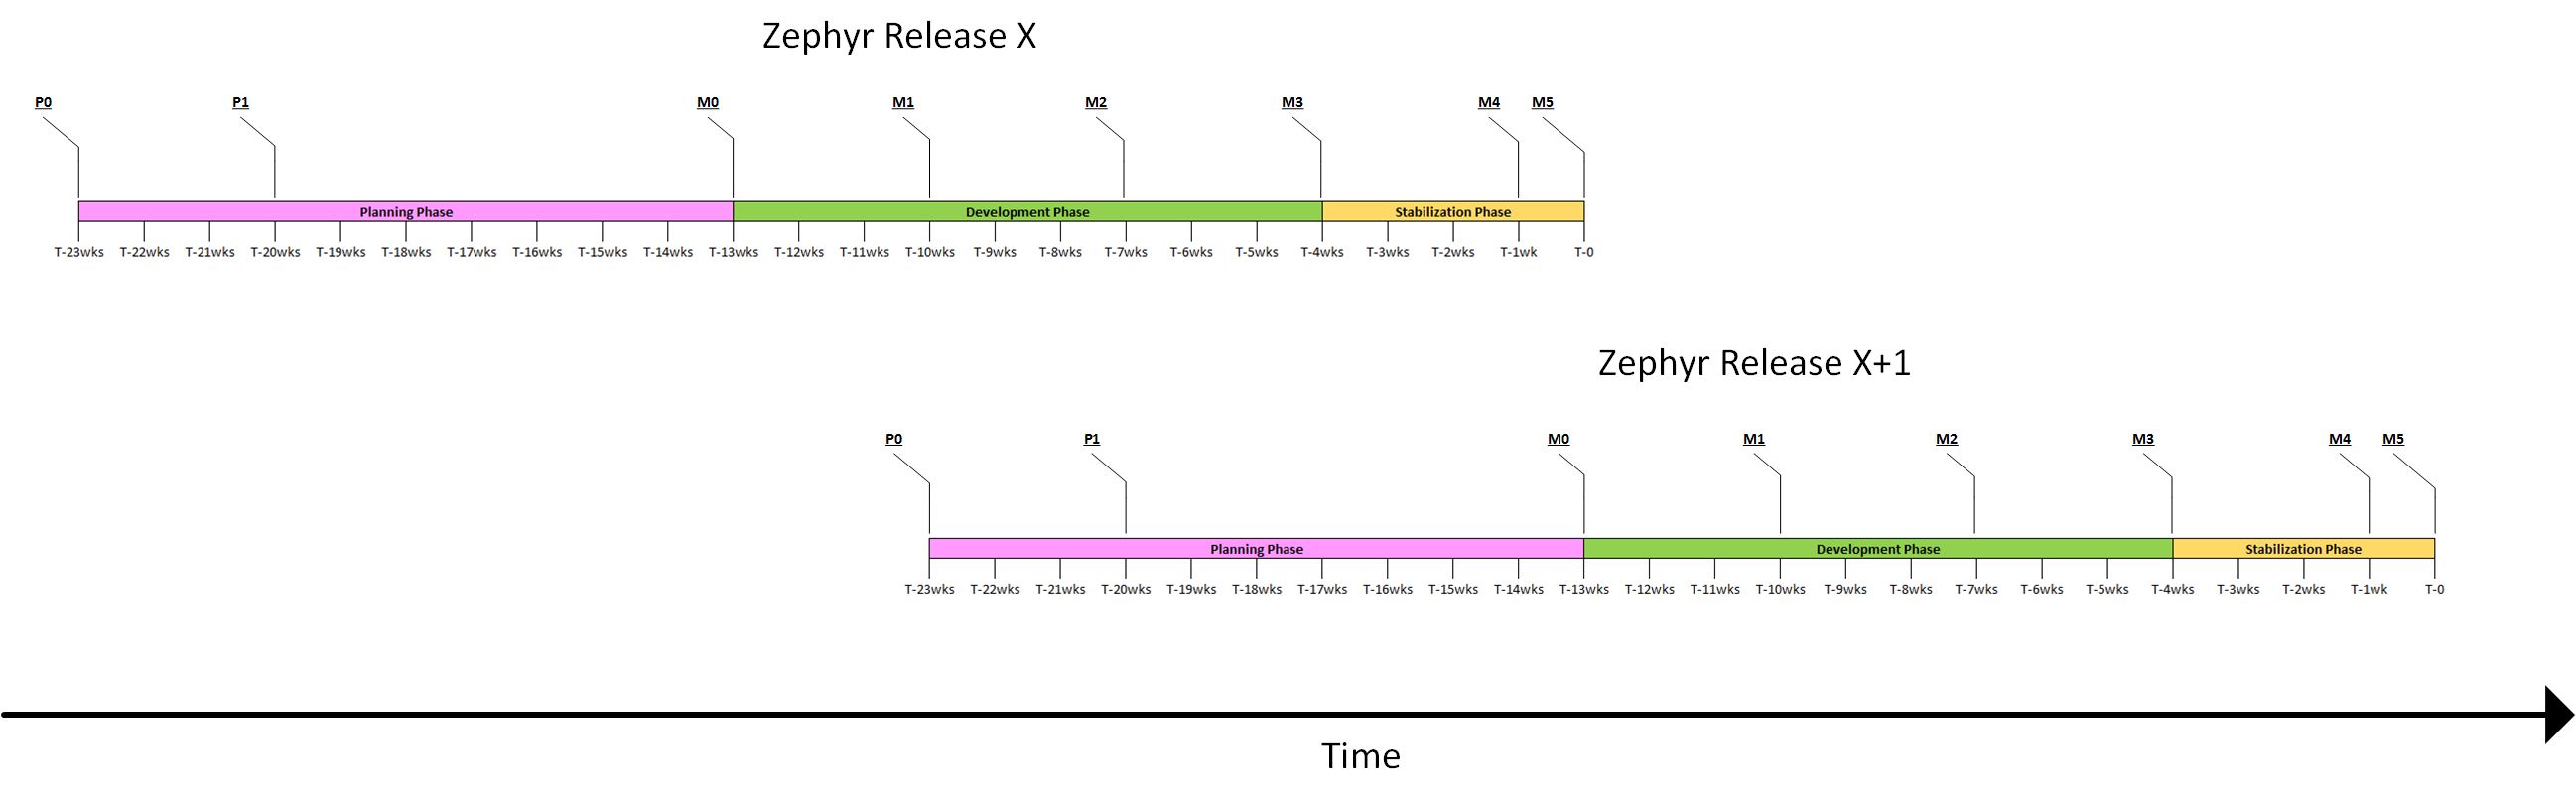 Zephyr Release X
P0 P1 M0 M1 M2 M3 M4 M5
Planning Phase Development Phase Stabilization Phase
T-23wks T-22wks T-21wks T-20wks T-19wks T-18wks T-17wks T-16wks T-15wks T-14wks T-13wks T-12wks T-11wks T-10wks T-9wks T-8wks T-7wks T-6wks T-5wks T-4wks T-3wks T-2wks T-1wk T-0
Zephyr Release X+1
P0 P1 M0 M1 M2 M3 M4 M5
Planning Phase Development Phase Stabilization Phase
T-23wks T-22wks T-21wks T-20wks T-19wks T-18wks T-17wks T-16wks T-15wks T-14wks T-13wks T-12wks T-11wks T-10wks T-9wks T-8wks T-7wks T-6wks T-5wks T-4wks T-3wks T-2wks T-1wk T-0
Time